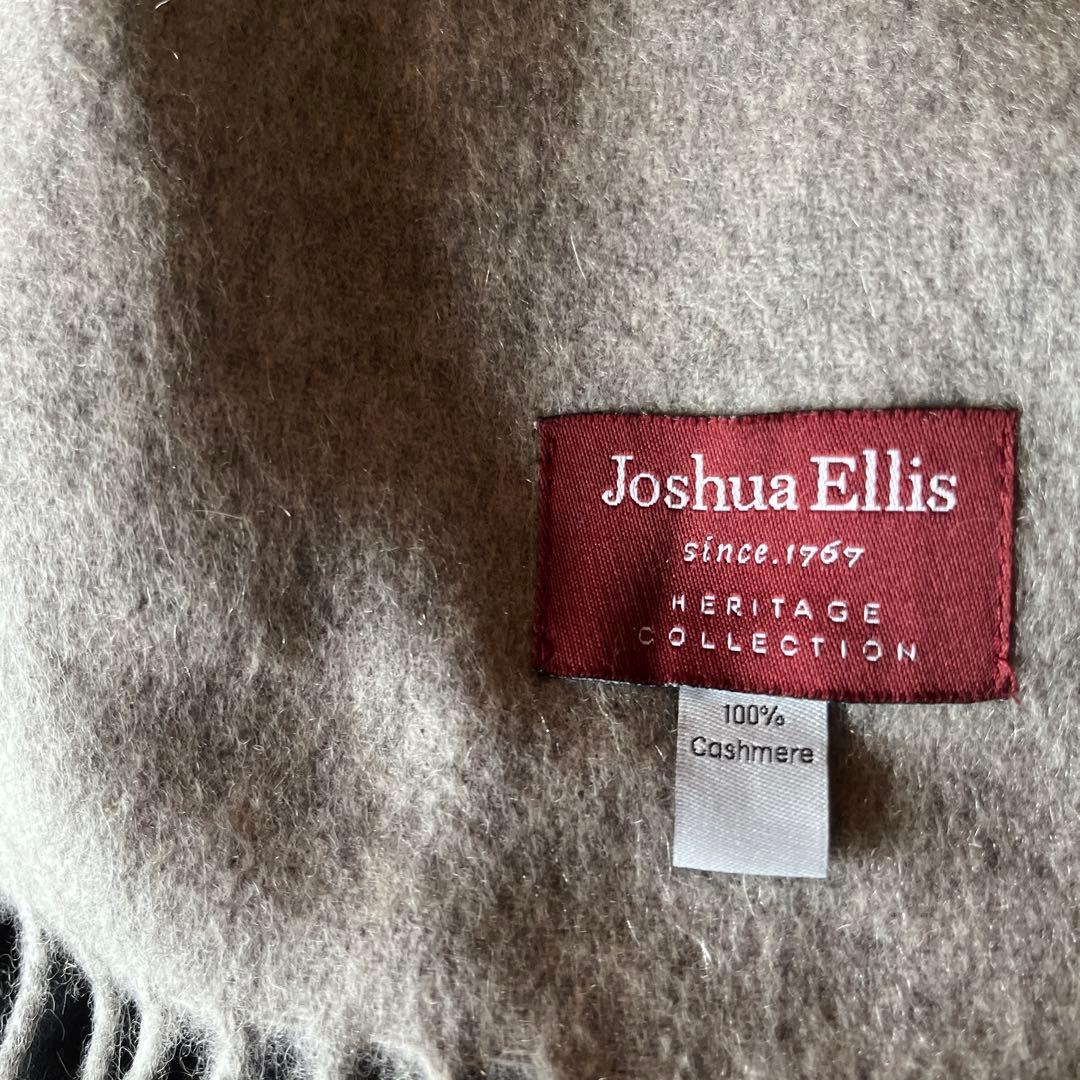 Joshua Ellis
since.1767
HERITAGE
COLLECTION
100%
Cashmere